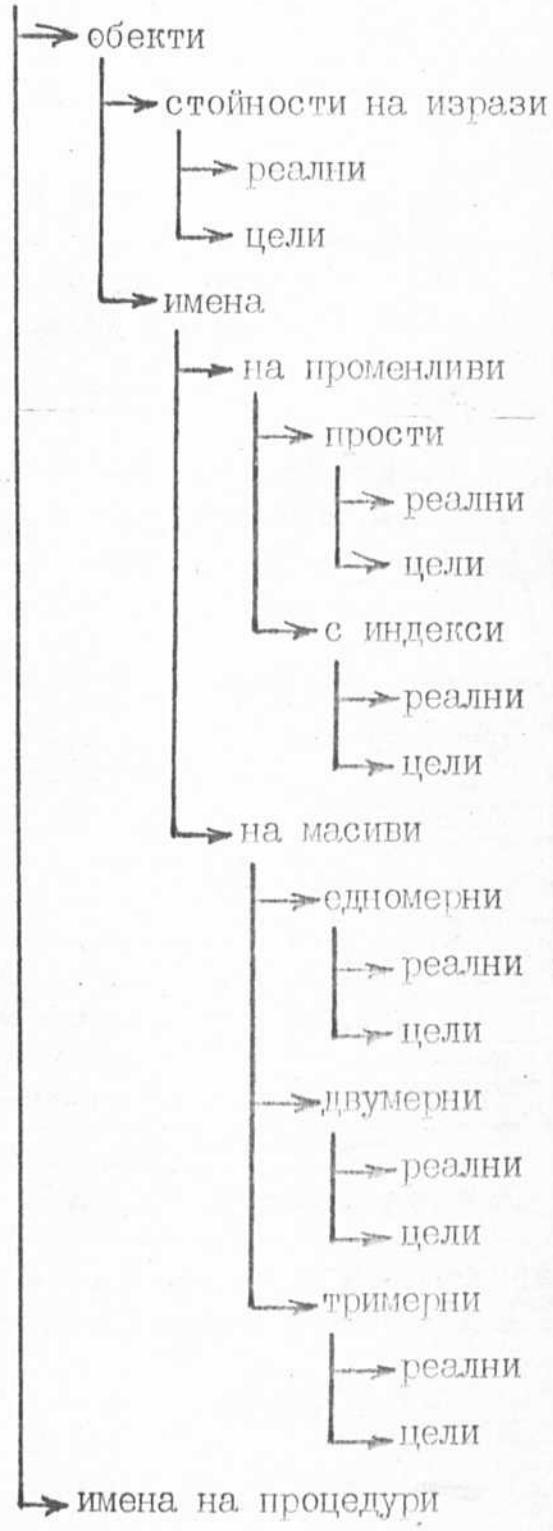 обекти
стойности на изрази
реални
цели
имена
на променливи
прости
реални
цели
с индекси
реални
цели
на масиви
едномерни
реални
цели
двумерни
реални
цели
тримерни
реални
цели
имена на процедури